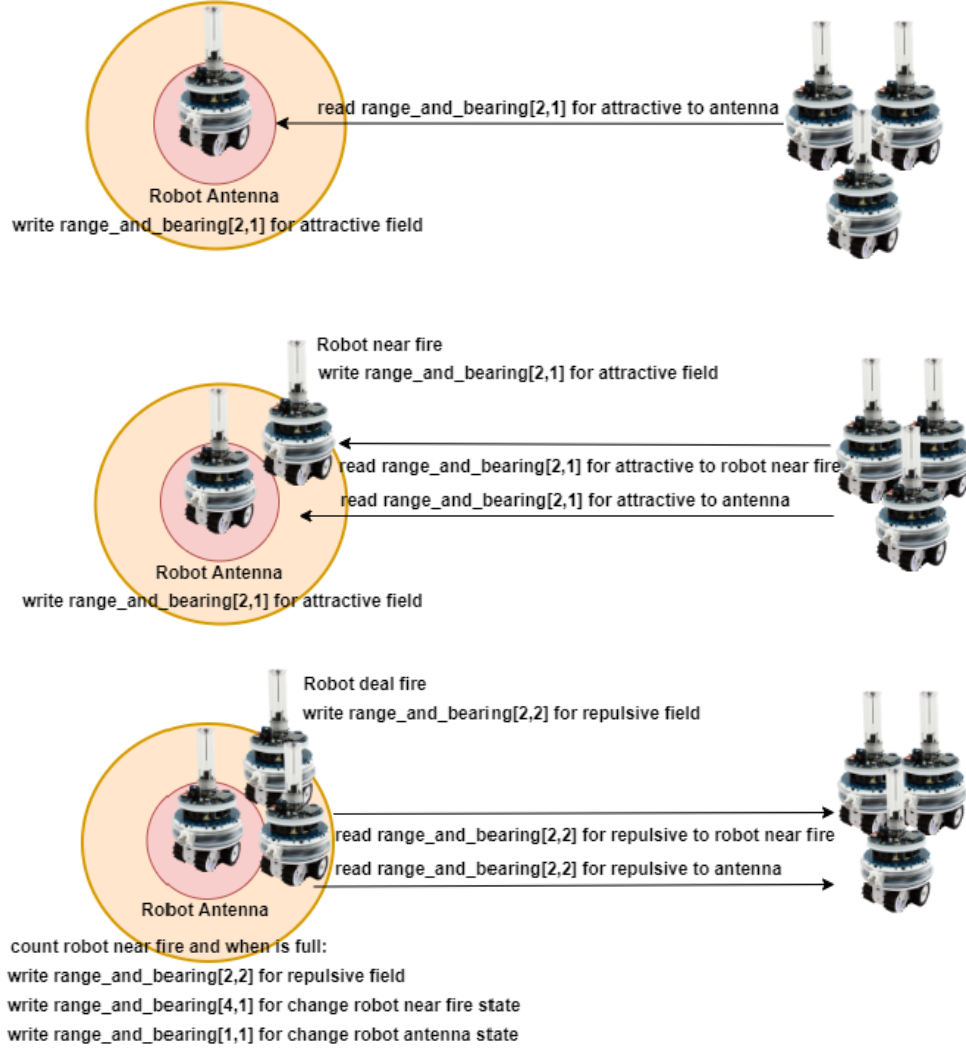 read range_and_bearing[2,1] for attractive to antenna
Robot Antenna
write range_and_bearing[2,1] for attractive field
Robot near fire
write range_and_bearing[2,1] for attractive field
read range_and_bearing[2,1] for attractive to robot near fire
read range_and_bearing[2,1] for attractive to antenna
Robot Antenna
write range_and_bearing[2,1] for attractive field
Robot deal fire
write range_and_bearing[2,2] for repulsive field
read range_and_bearing[2,2] for repulsive to robot near fire
read range_and_bearing[2,2] for repulsive to antenna
Robot Antenna
count robot near fire and when is full:
write range_and_bearing[2,2] for repulsive field
write range_and_bearing[4,1] for change robot near fire state
write range_and_bearing[1,1] for change robot antenna state